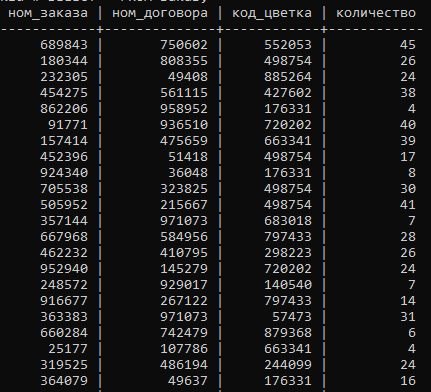 ном_заказа | ном_договора | код_цветка | количество
------------+--------------+------------+------------
689843 | 750602 | 552053 | 45
180344 | 808355 | 498754 | 26
232305 | 49408 | 885264 | 24
454275 | 561115 | 427602 | 38
862206 | 958952 | 176331 | 4
91771 | 936510 | 720202 | 40
157414 | 475659 | 663341 | 39
452396 | 51418 | 498754 | 17
924340 | 36048 | 176331 | 8
705538 | 323825 | 498754 | 30
505952 | 215667 | 498754 | 41
357144 | 971073 | 683018 | 7
667968 | 584956 | 797433 | 28
462232 | 410795 | 298223 | 26
952940 | 145279 | 720202 | 24
248572 | 929017 | 140540 | 7
916677 | 267122 | 797433 | 14
363383 | 971073 | 57473 | 31
660284 | 742479 | 879368 | 6
25177 | 107786 | 663341 | 4
319525 | 486194 | 244099 | 24
364079 | 49637 | 176331 | 16